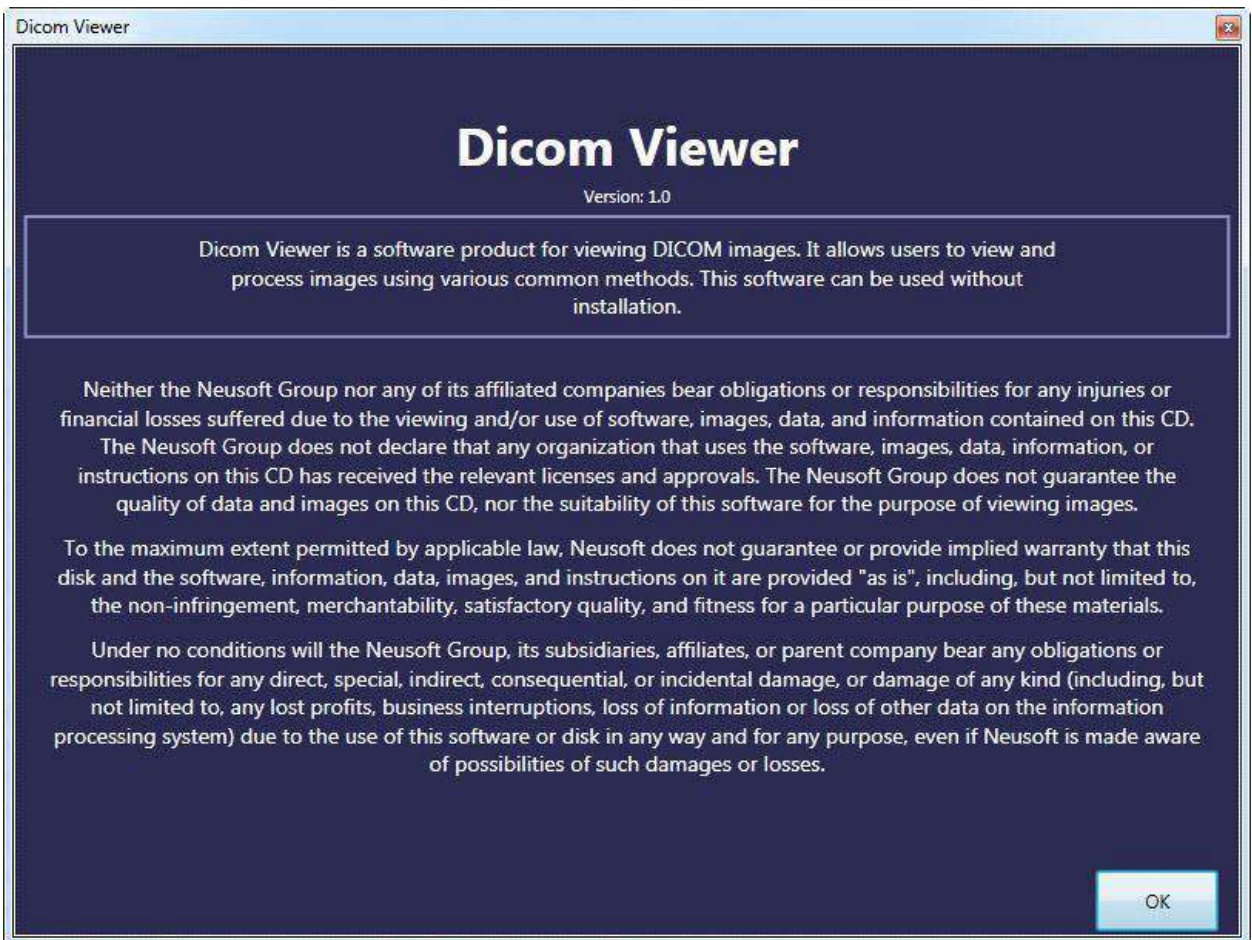 Dicom Viewer
Dicom Viewer
Version: 1.0
Dicom Viewer is a software product for viewing DICOM images. It allows users to view and
process images using various common methods. This software can be used without
installation.
Neither the Neusoft Group nor any of its affiliated companies bear obligations or responsibilities for any injuries or
financial losses suffered due to the viewing and/or use of software, images, data, and information contained on this CD.
The Neusoft Group does not declare that any organization that uses the software, images, data, information, or
instructions on this CD has received the relevant licenses and approvals. The Neusoft Group does not guarantee the
quality of data and images on this CD, nor the suitability of this software for the purpose of viewing images.
To the maximum extent permitted by applicable law, Neusoft does not guarantee or provide implied warranty that this
disk and the software, information, data, images, and instructions on it are provided "as is", including, but not limited to,
the non-infringement, merchantability, satisfactory quality, and fitness for a particular purpose of these materials.
Under no conditions will the Neusoft Group, its subsidiaries, affiliates, or parent company bear any obligations or
responsibilities for any direct, special, indirect, consequential, or incidental damage, or damage of any kind (including, but
not limited to, any lost profits, business interruptions, loss of information or loss of other data on the information
processing system) due to the use of this software or disk in any way and for any purpose, even if Neusoft is made aware
of possibilities of such damages or losses.
OK